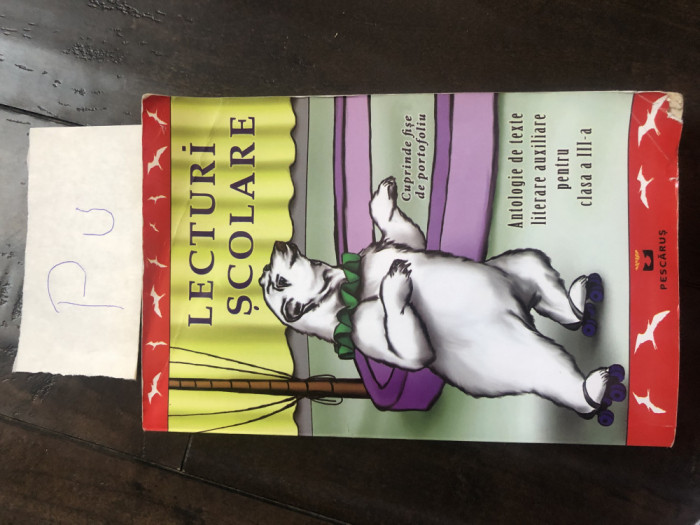 Pu
LECTURI
ȘCOLARE
Cuprinde fișe
de portofoliu
Antologie de texte
literare auxiliare
pentru
clasa a III-a
PESCĂRUȘ